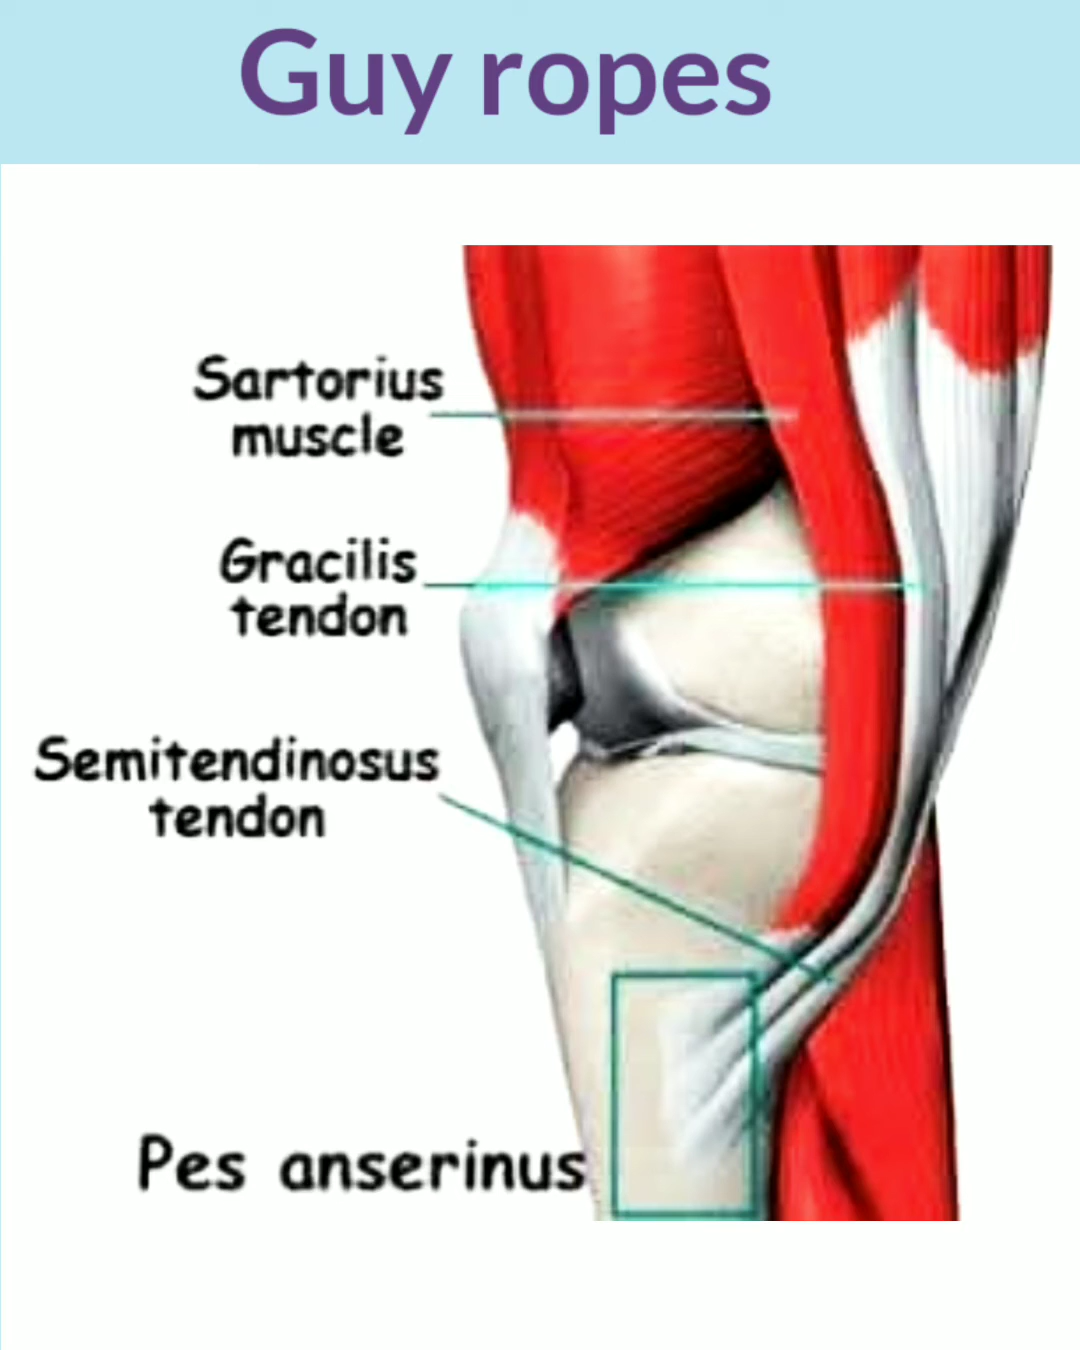 Guy ropes
Sartorius
muscle
Gracilis
tendon
Semitendinosus
tendon
Pes anserinus